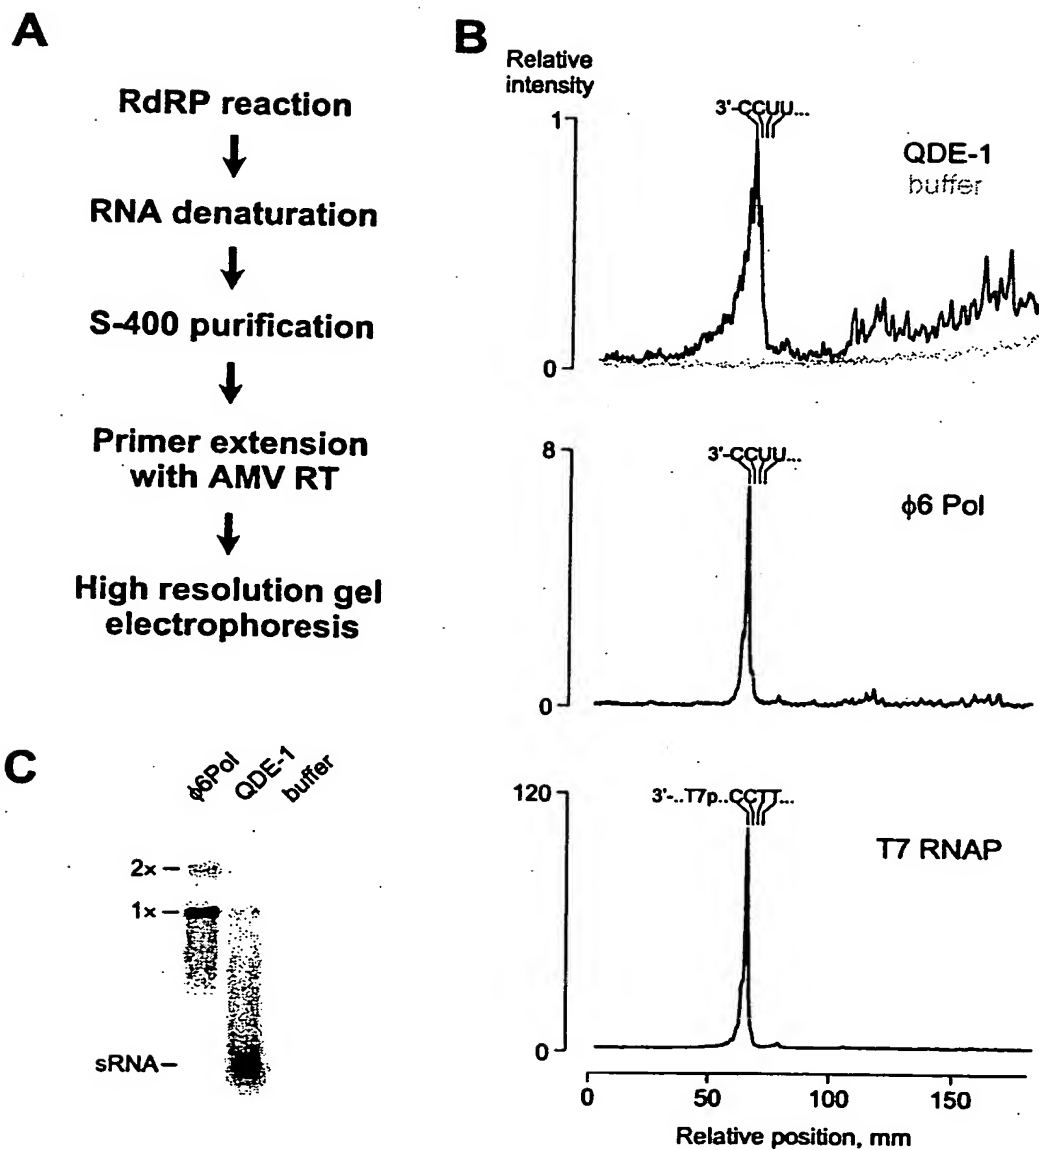 A
RdRP reaction
RNA denaturation
S-400 purification
Primer extension
with AMV RT
High resolution gel
electrophoresis
B
Relative
intensity
1
0
3'-CCUU...
QDE-1
buffer
8
0
3'-CCUU...
ϕ6 Pol
120
0
3'-..T7p..CCTT...
T7 RNAP
0 50 100 150
Relative position, mm
C
ϕ6Pol QDE-1 buffer
2×
1×
sRNA